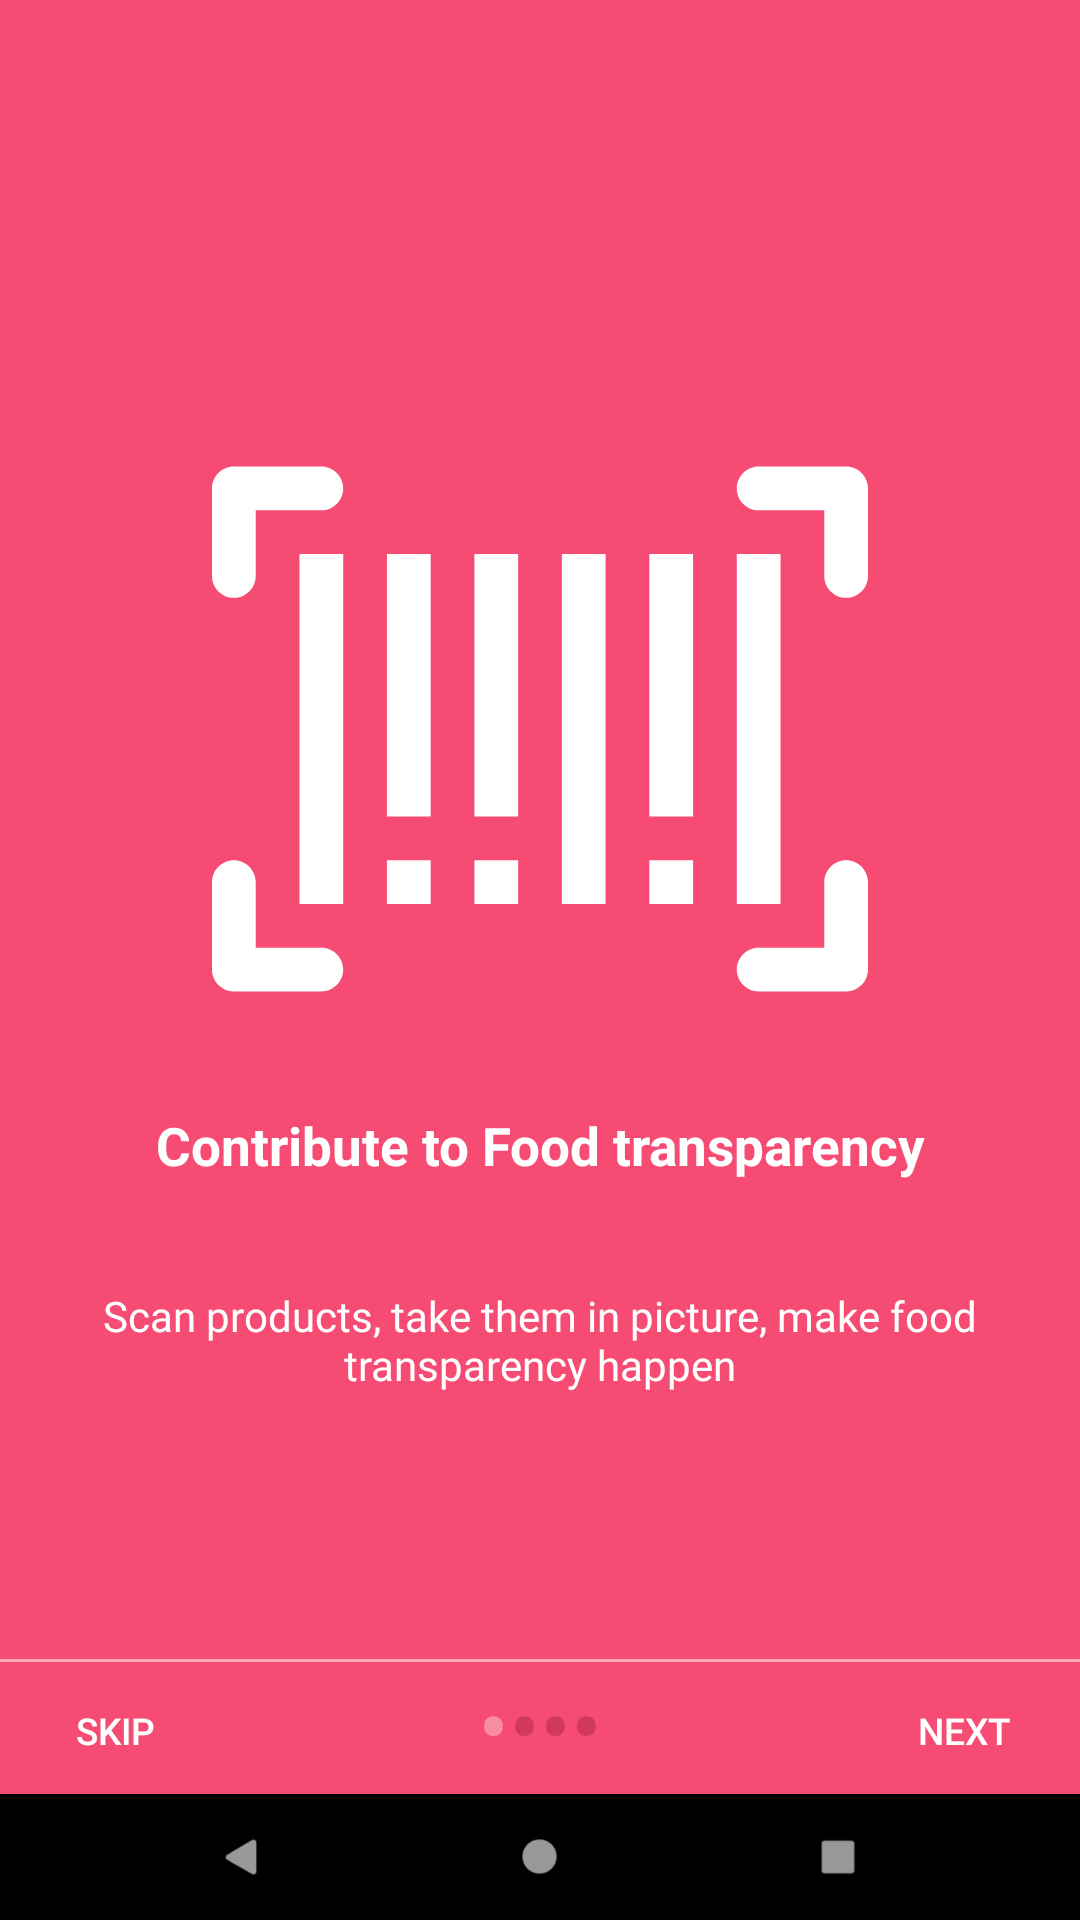 Contribute to Food transparency
Scan products, take them in picture, make food
transparency happen
SKIP
NEXT